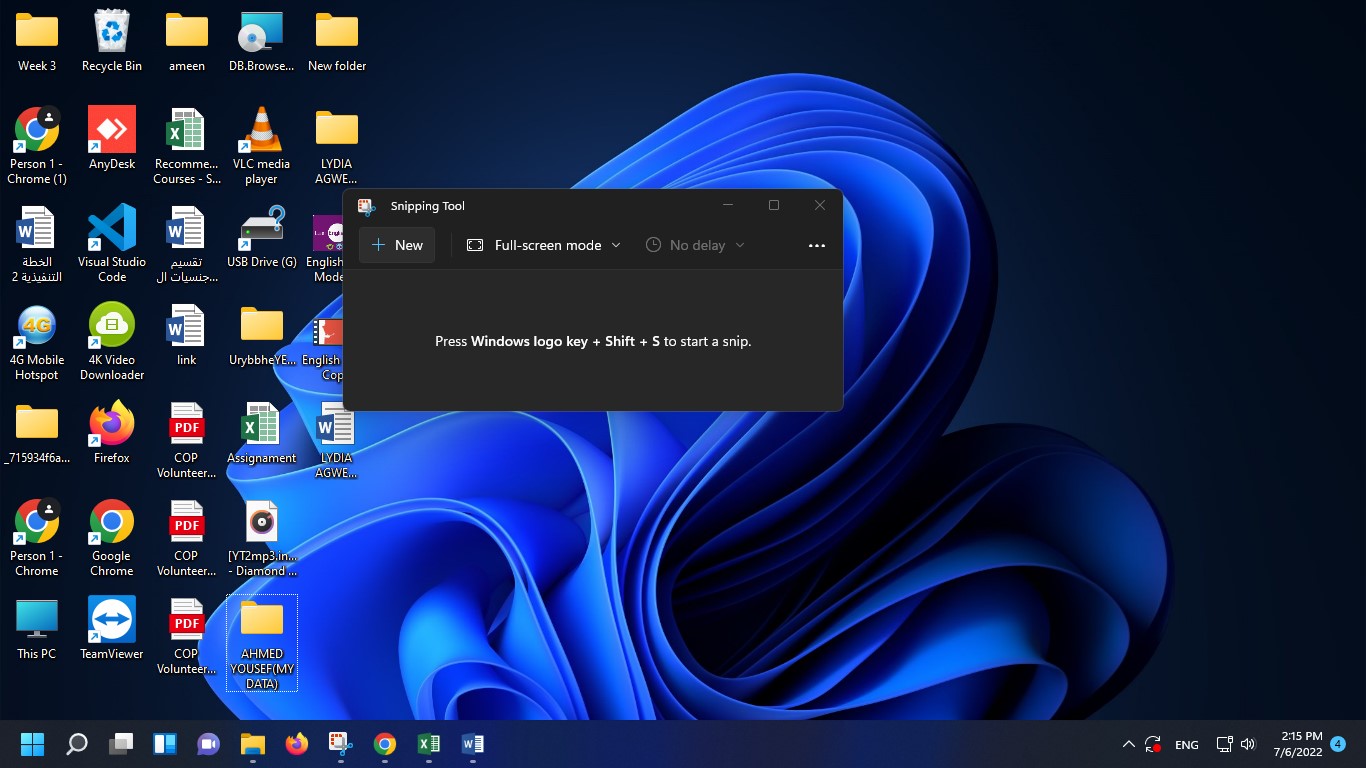 Week 3
Recycle Bin
ameen
DB.Browse...
New folder
Person 1 -
Chrome (1)
AnyDesk
Recomme...
Courses - S...
VLC media
player
LYDIA
AGWE...
الخطة
التنفيذية 2
Visual Studio
Code
تقسيم
جنسيات ال...
USB Drive (G)
English
Mode
4G
4G Mobile
Hotspot
4K Video
Downloader
link
UrybbheYE...
English
Cop
_715934f6a...
Firefox
PDF
COP
Volunteer...
Assignament
LYDIA
AGWE...
Person 1 -
Chrome
Google
Chrome
PDF
COP
Volunteer...
[YT2mp3.in...
- Diamond ...
This PC
TeamViewer
PDF
COP
Volunteer...
AHMED
YOUSEF(MY
DATA)
Snipping Tool
New
Full-screen mode
No delay
Press Windows logo key + Shift + S to start a snip.
ENG
2:15 PM
7/6/2022
4